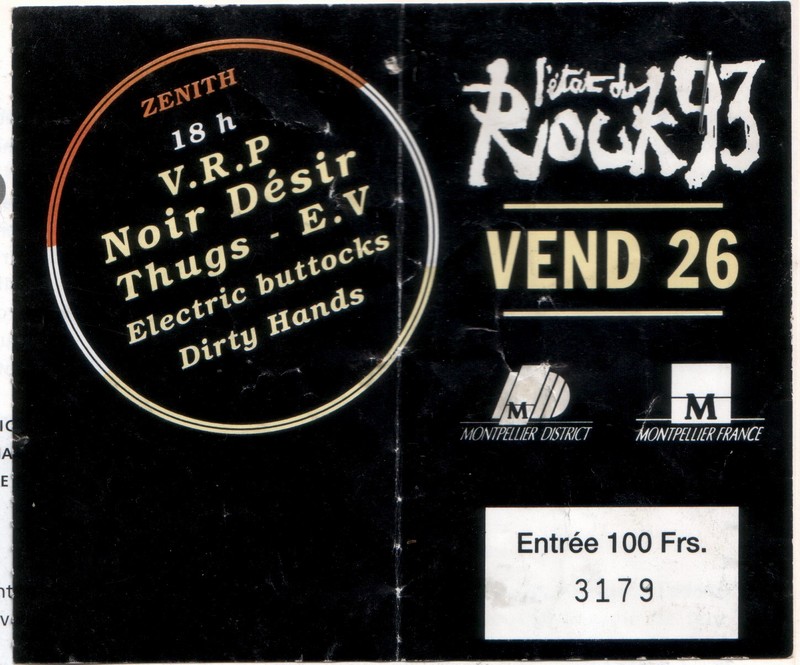 ZENITH
18 h
V.R.P
Noir Désir
Thugs - E.V
Electric buttocks
Dirty Hands
l'état du
Rock 93
VEND 26
M
MONTPELLIER DISTRICT
M
MONTPELLIER FRANCE
Entrée 100 Frs.
3179